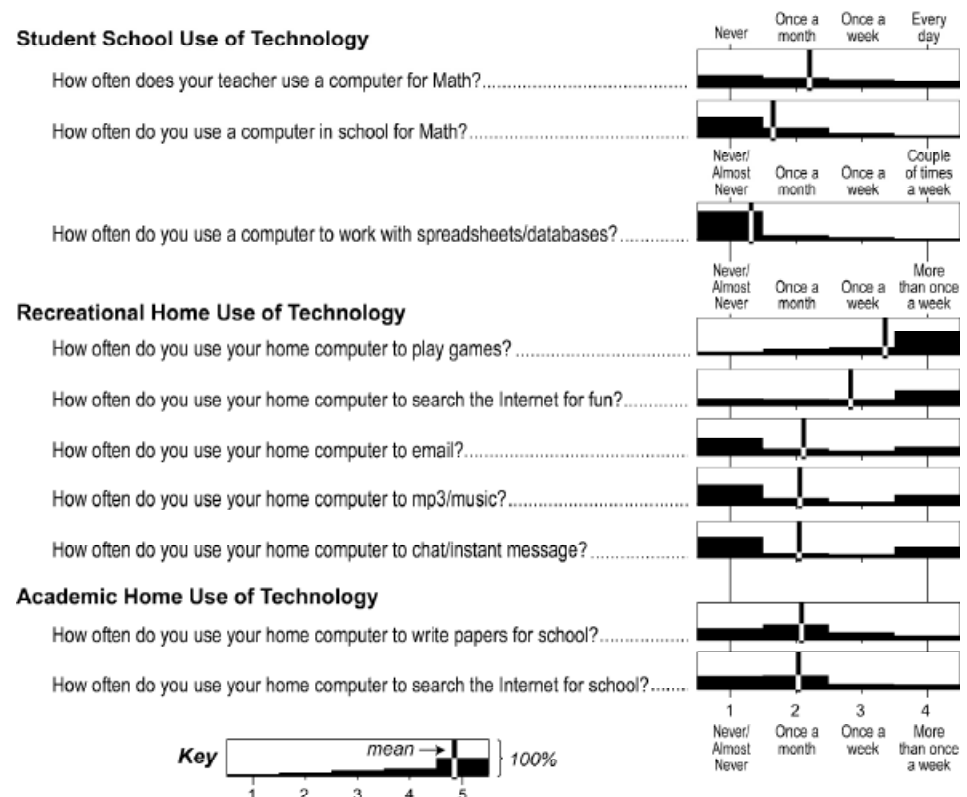 Student School Use of Technology
Never
Once a month
Once a week
Every day
How often does your teacher use a computer for Math?
How often do you use a computer in school for Math?
Never/ Almost Never
Once a month
Once a week
Couple of times a week
How often do you use a computer to work with spreadsheets/databases?
Never/ Almost Never
Once a month
Once a week
More than once a week
Recreational Home Use of Technology
How often do you use your home computer to play games?
How often do you use your home computer to search the Internet for fun?
How often do you use your home computer to email?
How often do you use your home computer to mp3/music?
How often do you use your home computer to chat/instant message?
Academic Home Use of Technology
How often do you use your home computer to write papers for school?
How often do you use your home computer to search the Internet for school?
1 2 3 4
Never/ Almost Never
Once a month
Once a week
More than once a week
Key
mean
100%
1 2 3 4 5